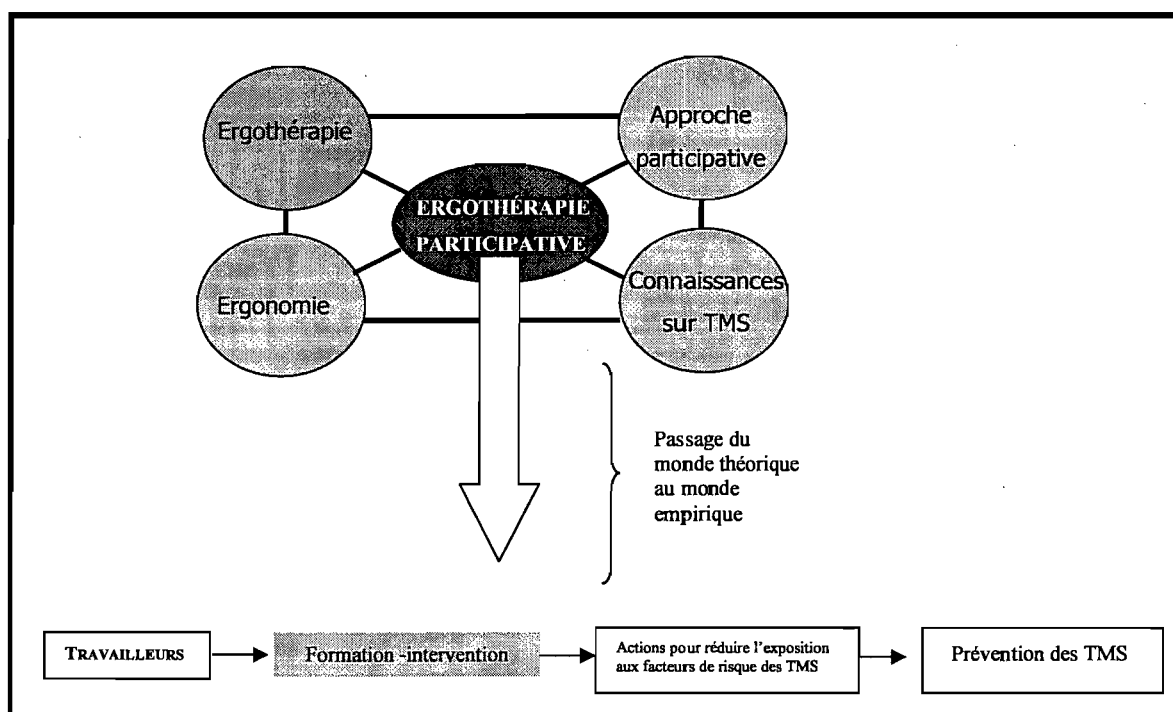 Ergothérapie
Approche
participative
ERGOTHÉRAPIE
PARTICIPATIVE
Ergonomie
Connaissances
sur TMS
Passage du
monde théorique
au monde
empirique
TRAVAILLEURS
Formation -intervention
Actions pour réduire l'exposition
aux facteurs de risque des TMS
Prévention des TMS